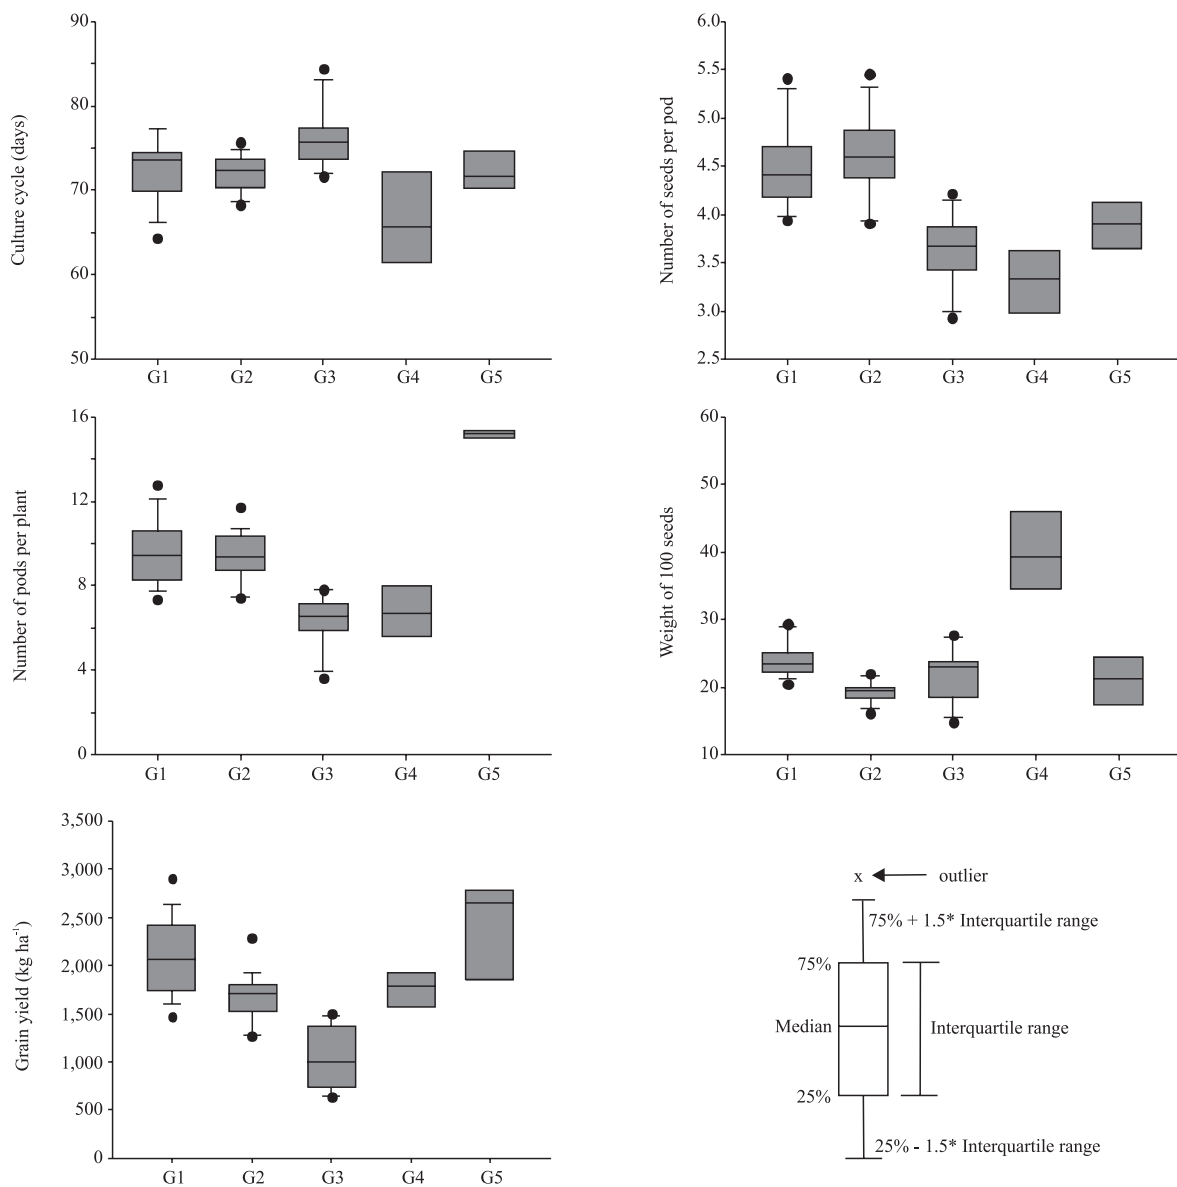 Culture cycle (days)
90
80
70
60
50
G1 G2 G3 G4 G5
Number of seeds per pod
6.0
5.5
5.0
4.5
4.0
3.5
3.0
2.5
G1 G2 G3 G4 G5
Number of pods per plant
16
12
8
4
0
G1 G2 G3 G4 G5
Weight of 100 seeds
60
50
40
30
20
10
G1 G2 G3 G4 G5
Grain yield (kg ha-1)
3,500
3,000
2,500
2,000
1,500
1,000
500
0
G1 G2 G3 G4 G5
x outlier
75% + 1.5* Interquartile range
75%
Median
Interquartile range
25%
25% - 1.5* Interquartile range